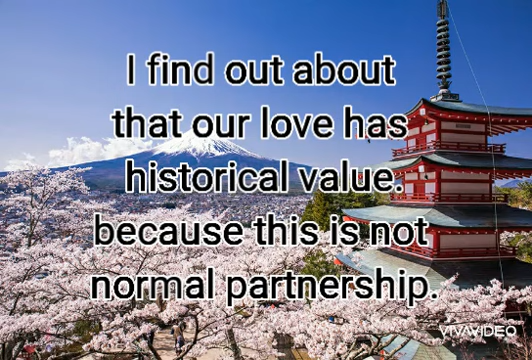 I find out about
that our love has
historical value.
because this is not
normal partnership.
VIVAVIDEO